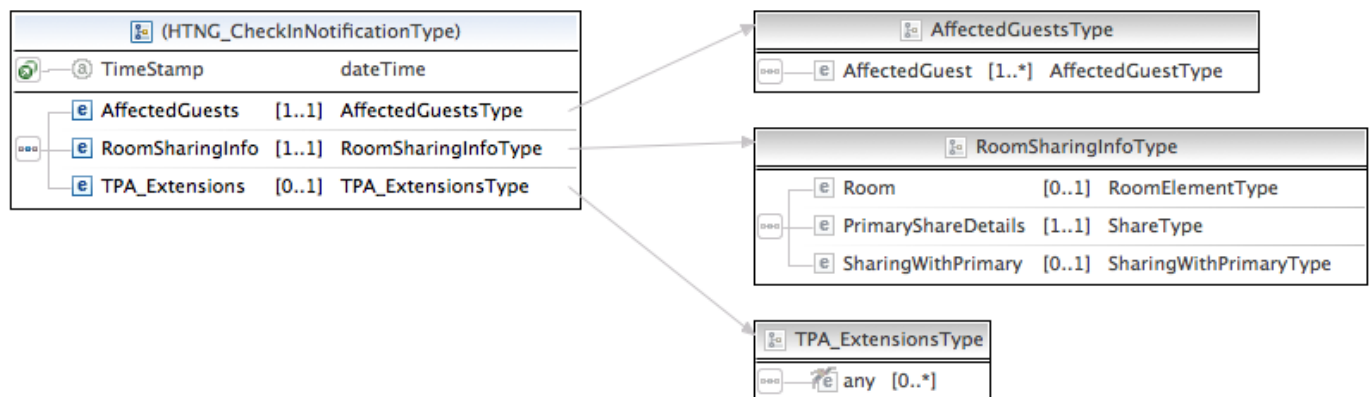 (HTNG_CheckInNotificationType)
TimeStamp dateTime
AffectedGuests [1..1] AffectedGuestsType
RoomSharingInfo [1..1] RoomSharingInfoType
TPA_Extensions [0..1] TPA_ExtensionsType
AffectedGuestsType
AffectedGuest [1..*] AffectedGuestType
RoomSharingInfoType
Room [0..1] RoomElementType
PrimaryShareDetails [1..1] ShareType
SharingWithPrimary [0..1] SharingWithPrimaryType
TPA_ExtensionsType
any [0..*]